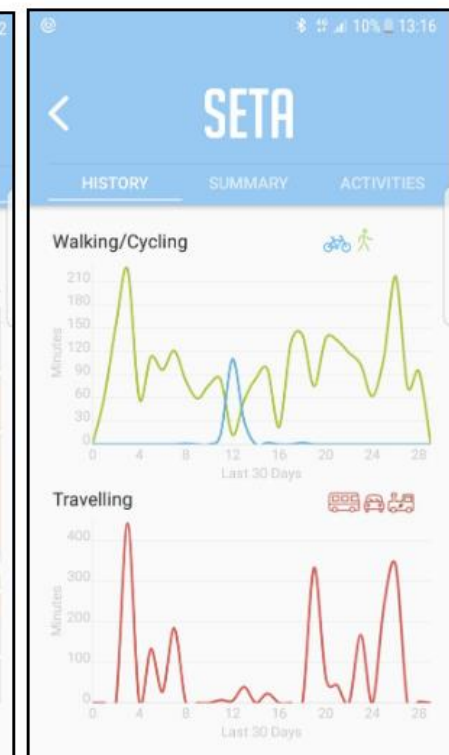 2
10% 13:16
SETA
HISTORY SUMMARY ACTIVITIES
Walking/Cycling
210
180
150
120
90
60
30
0
Minutes
0 4 8 12 16 20 24 28
Last 30 Days
Travelling
400
300
200
100
0
Minutes
0 4 8 12 16 20 24 28
Last 30 Days